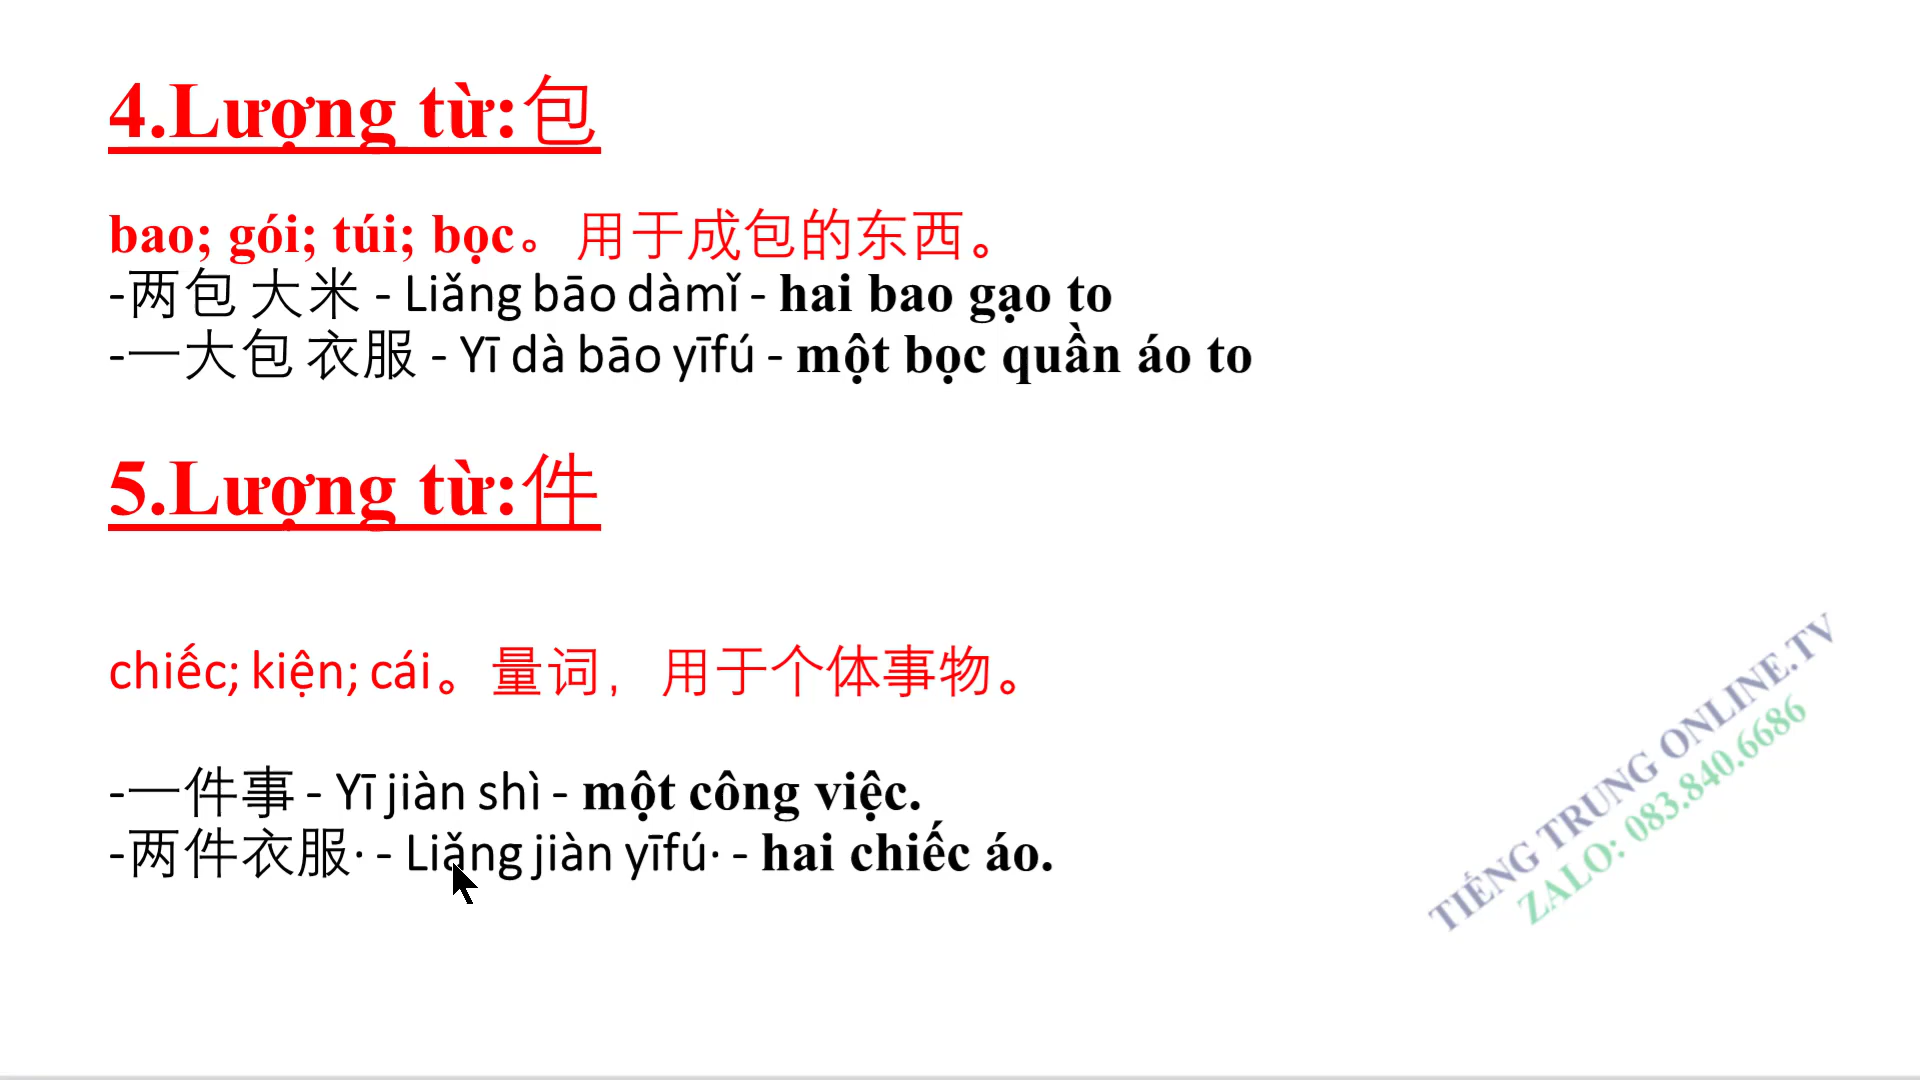 4.Lượng từ:包
bao; gói; túi; bọc。用于成包的东西。
-两包 大米 - Liǎng bāo dàmǐ - hai bao gạo to
-一大包 衣服 - Yī dà bāo yīfú - một bọc quần áo to
5.Lượng từ:件
chiếc; kiện; cái。量词，用于个体事物。
-一件事 - Yī jiàn shì - một công việc.
-两件衣服· - Liǎng jiàn yīfú· - hai chiếc áo.
TIẾNG TRUNG ONLINE.TV
ZALO: 083.840.6686